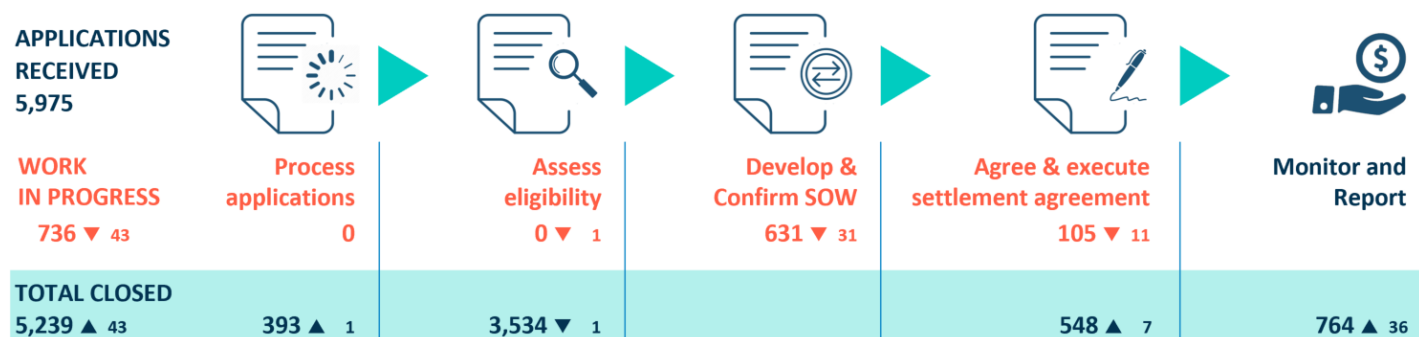 APPLICATIONS
RECEIVED
5,975
WORK
IN PROGRESS
736 ▼ 43
Process
applications
0
Assess
eligibility
0 ▼ 1
Develop &
Confirm SOW
631 ▼ 31
Agree & execute
settlement agreement
105 ▼ 11
Monitor and
Report
TOTAL CLOSED
5,239 ▲ 43
393 ▲ 1
3,534 ▼ 1
548 ▲ 7
764 ▲ 36